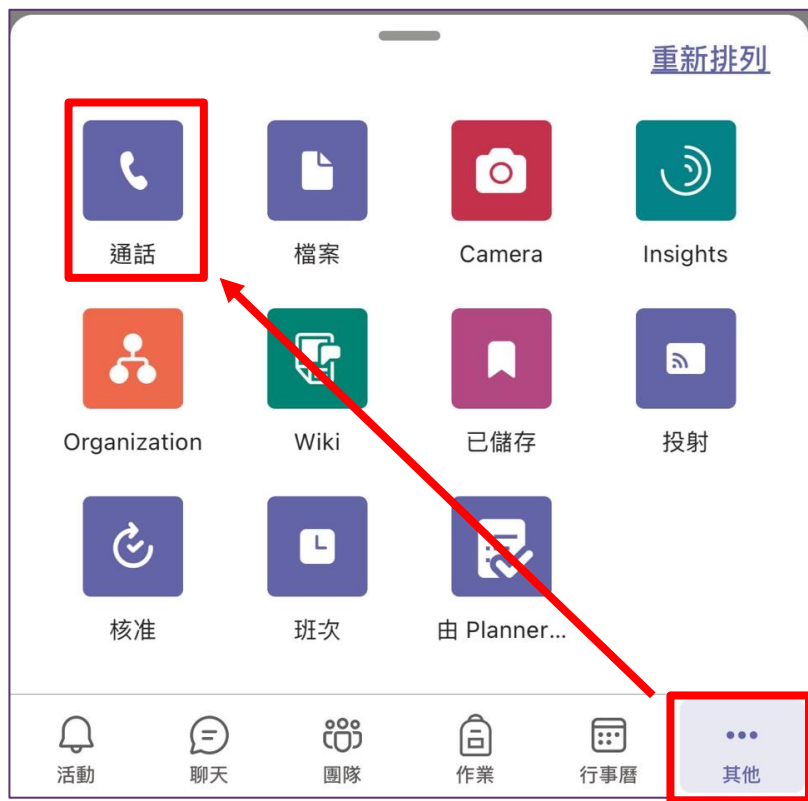 重新排列
通話
檔案
Camera
Insights
Organization
Wiki
已儲存
投射
核准
班次
由 Planner...
活動
聊天
團隊
作業
行事曆
其他